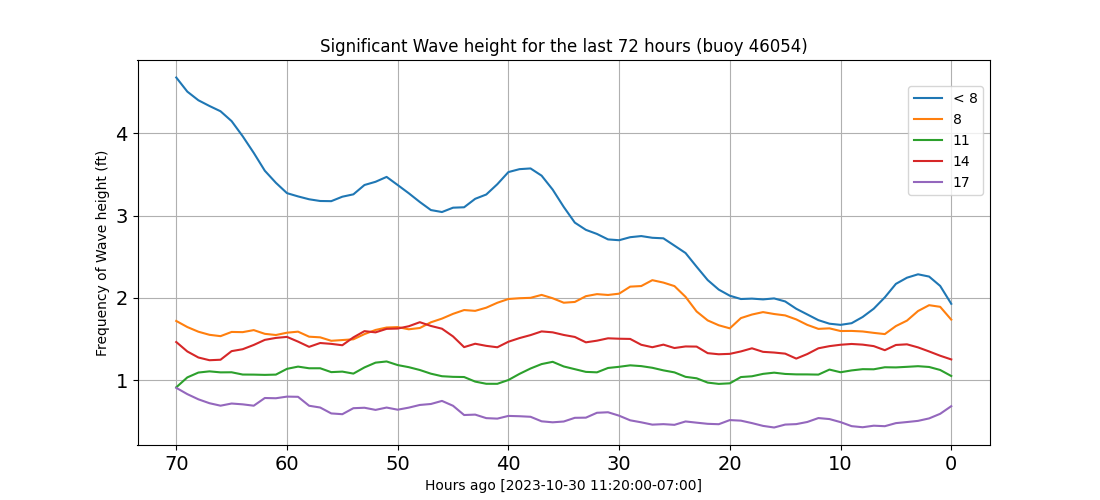 Significant Wave height for the last 72 hours (buoy 46054)
Frequency of Wave height (ft)
4
3
2
1
< 8
8
11
14
17
70 60 50 40 30 20 10 0
Hours ago [2023-10-30 11:20:00-07:00]